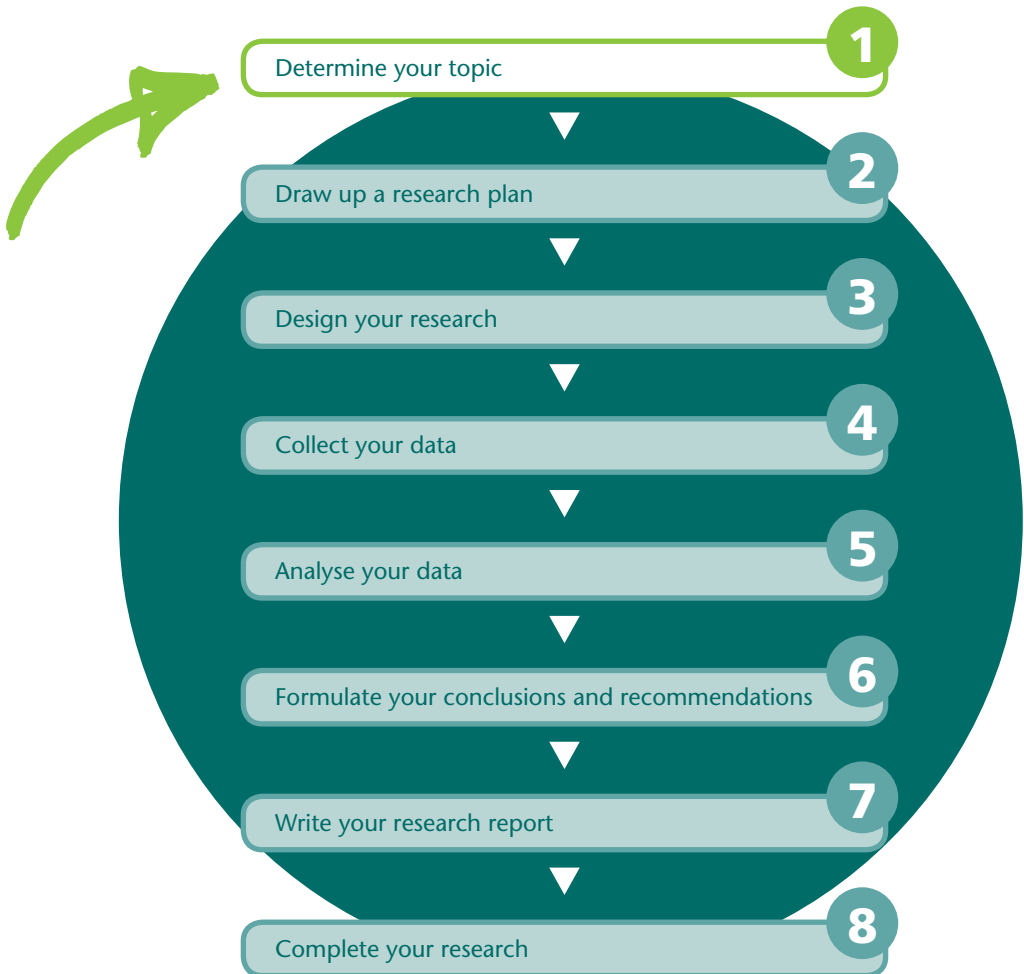 1
Determine your topic
2
Draw up a research plan
3
Design your research
4
Collect your data
5
Analyse your data
6
Formulate your conclusions and recommendations
7
Write your research report
8
Complete your research